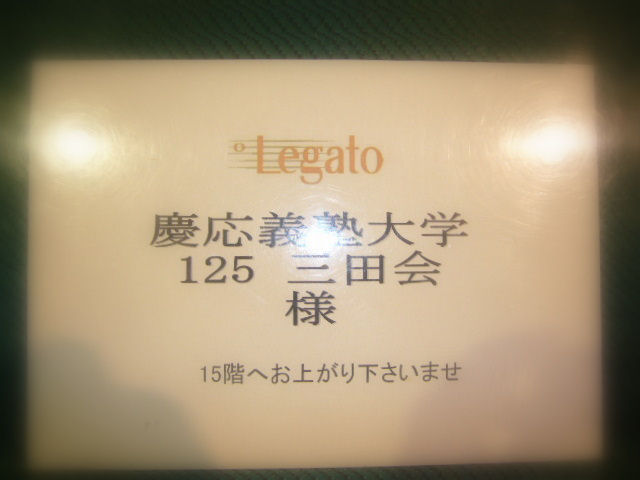 Legato
慶応義塾大学
125 三田会
様
15階へお上がり下さいませ